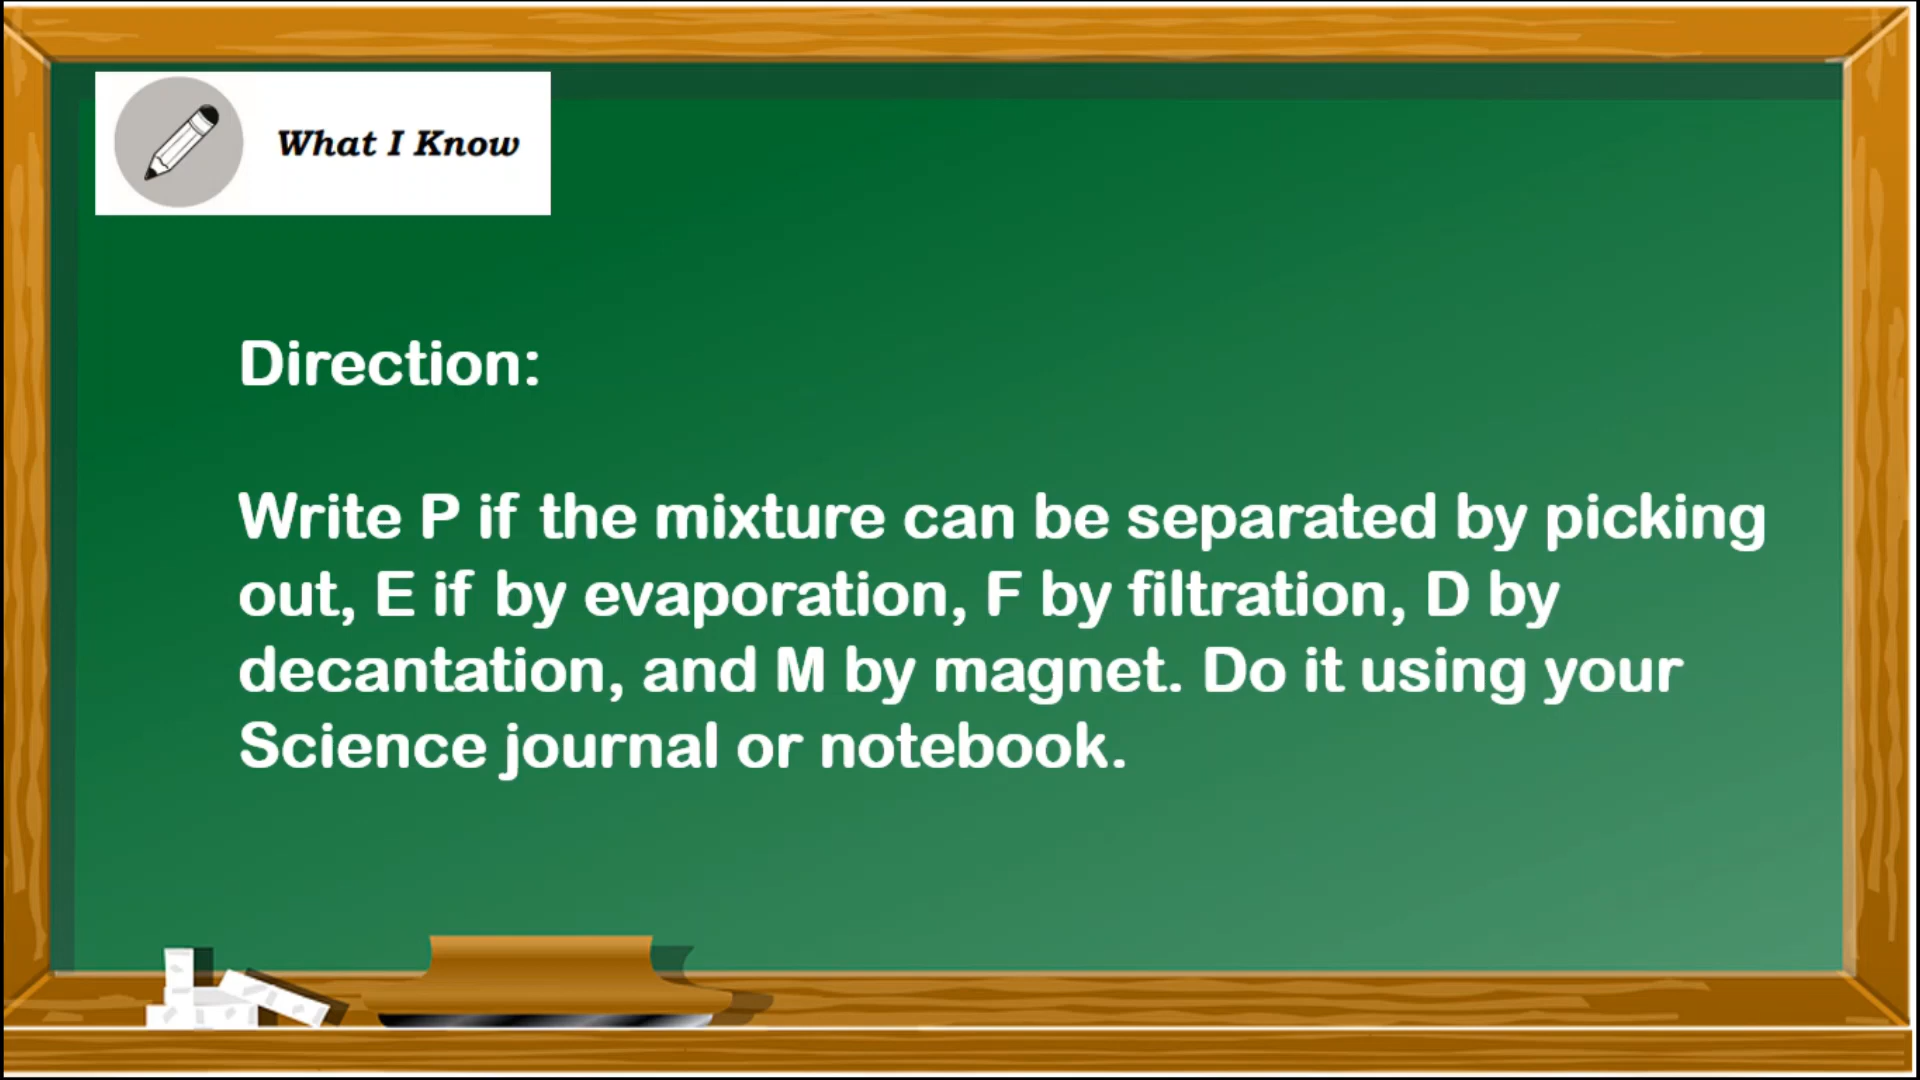 What I Know
Direction:
Write P if the mixture can be separated by picking
out, E if by evaporation, F by filtration, D by
decantation, and M by magnet. Do it using your
Science journal or notebook.